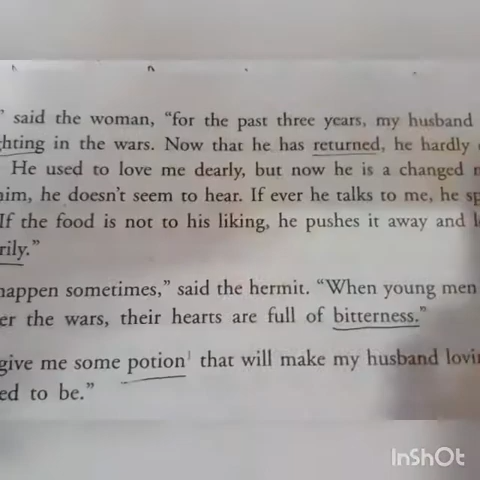 ” said the woman, “for the past three years, my husband
hting in the wars. Now that he has returned, he hardly
He used to love me dearly, but now he is a changed
him, he doesn’t seem to hear. If ever he talks to me, he sp
If the food is not to his liking, he pushes it away and
rily.”
happen sometimes,” said the hermit. “When young men
er the wars, their hearts are full of bitterness.”
give me some potion¹ that will make my husband lovi
ed to be.”
InShOt